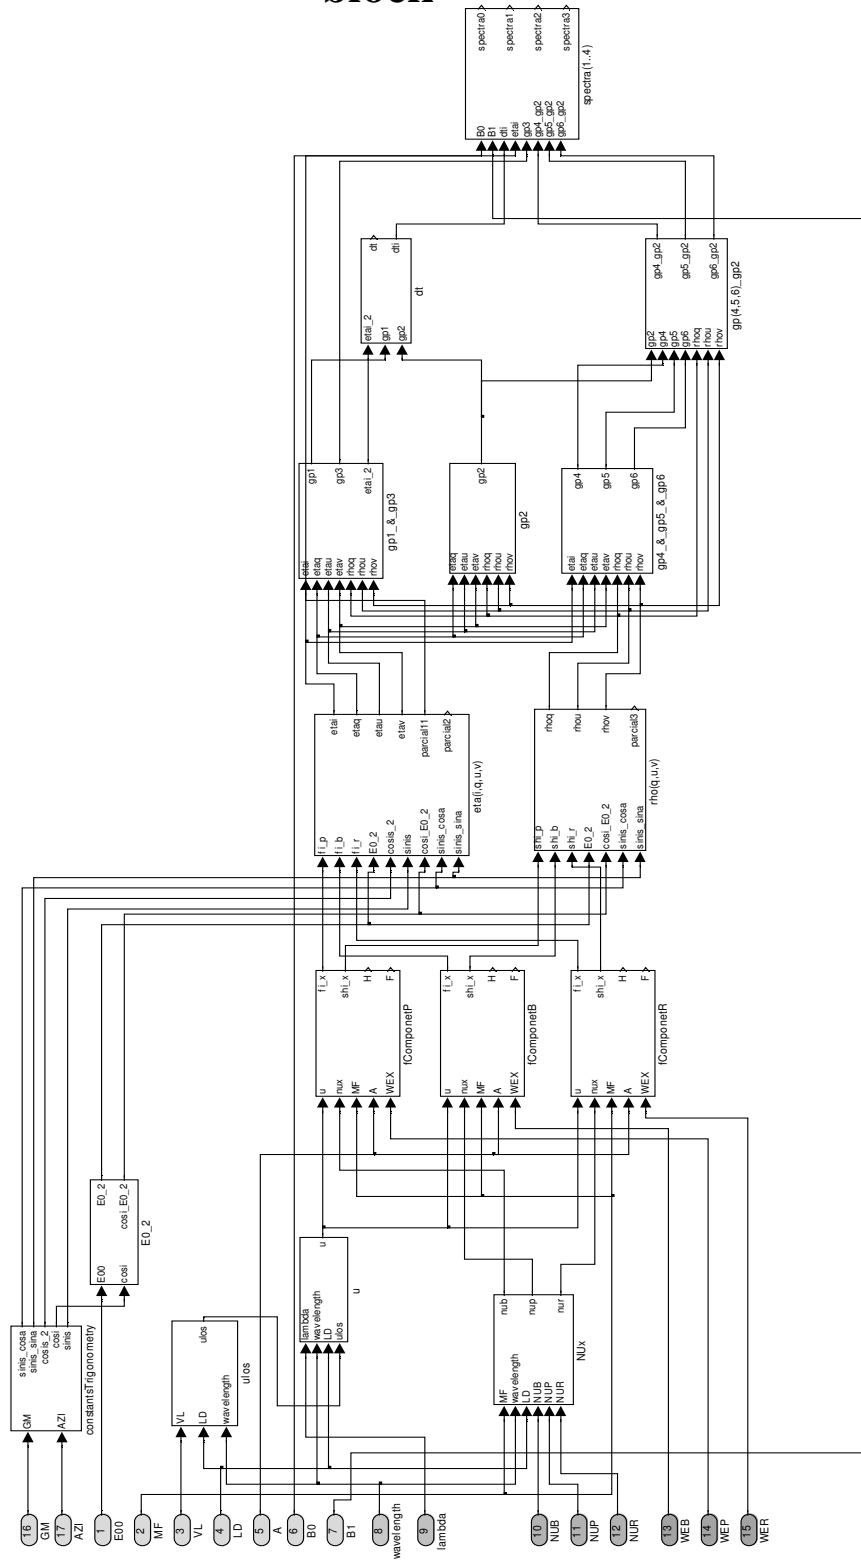 block
16
GM
17
AZI
1
E00
2
MF
3
VL
4
LD
5
A
6
B0
7
B1
8
wavelength
9
lambda
10
NUB
11
NUP
12
NUR
13
WEB
14
WEP
15
WER
GM
AZI
sinis_cosa
sinis_sina
cosis_2
cosi
sinis
constantsTrigonometry
E00
cosi
E0_2
cosi_E0_2
E0_2
VL
LD
wavelength
ulos
ulos
lambda
wavelength
LD
ulos
u
u
MF
wavelength
LD
NUB
NUP
NUR
nub
nup
nur
NUx
u
nux
MF
A
WEX
fi_x
shi_x
H
F
fComponetP
u
nux
MF
A
WEX
fi_x
shi_x
H
F
fComponetB
u
nux
MF
A
WEX
fi_x
shi_x
H
F
fComponetR
fi_p
fi_b
fi_r
E0_2
cosis_2
sinis
cosi_E0_2
sinis_cosa
sinis_sina
etai
etaq
etau
etav
parcial11
parcial2
eta(i,q,u,v)
shi_p
shi_b
shi_r
E0_2
cosi_E0_2
sinis_cosa
sinis_sina
rhoq
rhou
rhov
parcial3
rho(q,u,v)
etai
etaq
etau
etav
rhoq
rhou
rhov
gp1
gp3
etai_2
gp1_&_gp3
etaq
etau
etav
rhoq
rhou
rhov
gp2
gp2
etai
etaq
etau
etav
rhoq
rhou
rhov
gp4
gp5
gp6
gp4_&_gp5_&_gp6
etai_2
gp1
gp2
dt
dti
dt
gp2
gp4
gp5
gp6
rhoq
rhou
rhov
gp4_gp2
gp5_gp2
gp6_gp2
gp(4,5,6)_gp2
B0
B1
dti
etai
gp3
gp4_gp2
gp5_gp2
gp6_gp2
spectra0
spectra1
spectra2
spectra3
spectra(1..4)